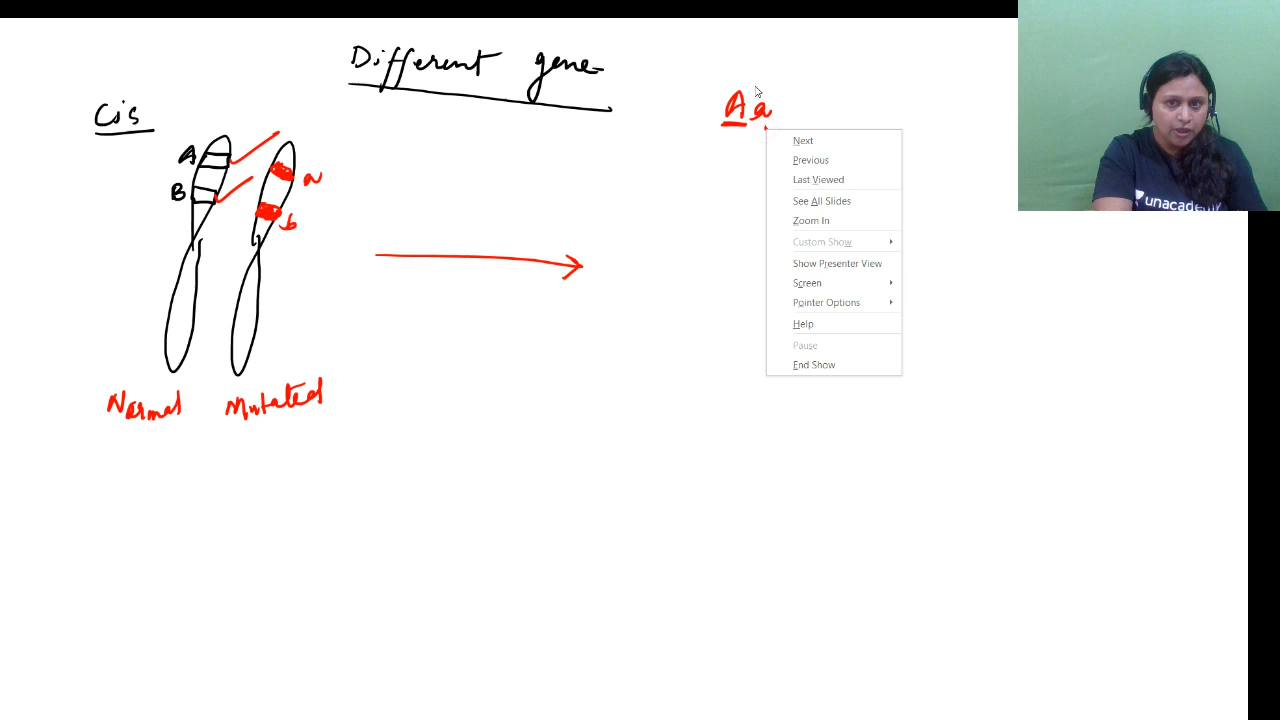 Different gene
Cis
Aa
A
a
B
b
Normal Mutated
Next
Previous
Last Viewed
See All Slides
Zoom In
Custom Show
Show Presenter View
Screen
Pointer Options
Help
Pause
End Show
unacademy